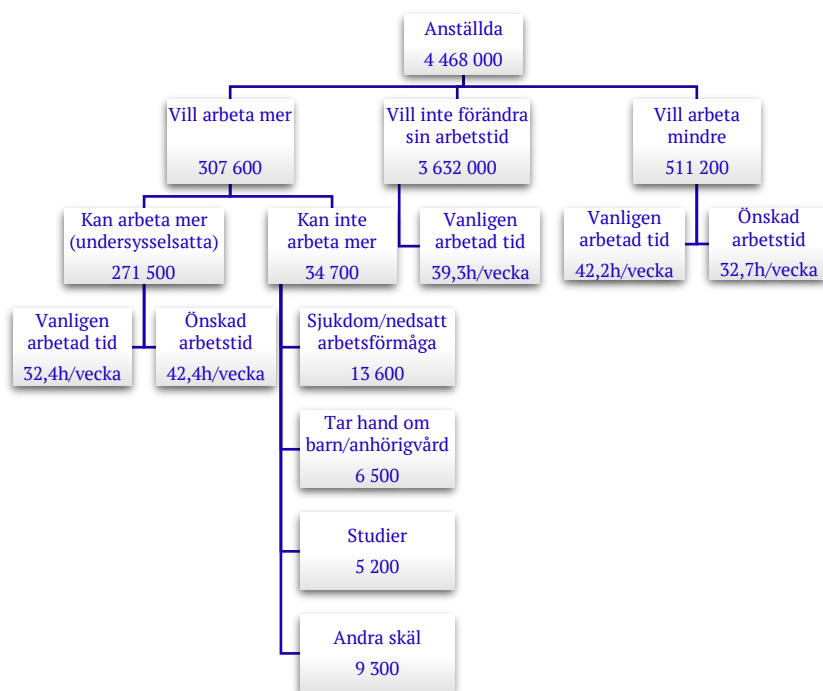 Anställda
4 468 000
Vill arbeta mer
307 600
Vill inte förändra
sin arbetstid
3 632 000
Vill arbeta
mindre
511 200
Kan arbeta mer
(undersysselsatta)
271 500
Kan inte
arbeta mer
34 700
Vanligen
arbetad tid
39,3h/vecka
Vanligen
arbetad tid
42,2h/vecka
Önskad
arbetstid
32,7h/vecka
Vanligen
arbetad tid
32,4h/vecka
Önskad
arbetstid
42,4h/vecka
Sjukdom/nedsatt
arbetsförmåga
13 600
Tar hand om
barn/anhörigvård
6 500
Studier
5 200
Andra skäl
9 300